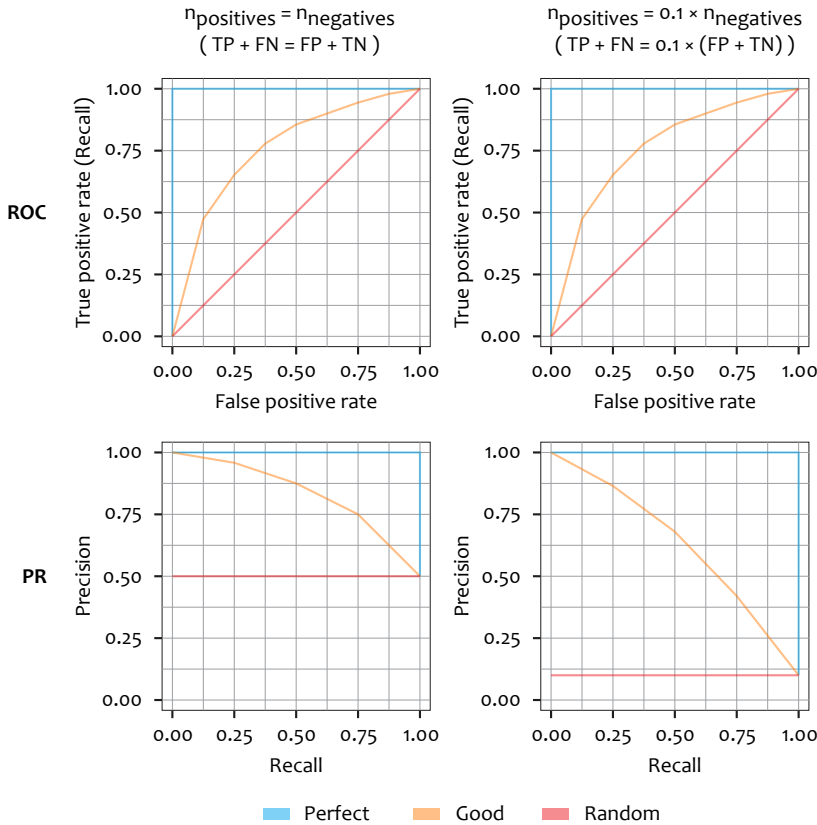 npositives = nnegatives
( TP + FN = FP + TN )
npositives = 0.1 × nnegatives
( TP + FN = 0.1 × (FP + TN) )
ROC
True positive rate (Recall)
1.00
0.75
0.50
0.25
0.00
0.00 0.25 0.50 0.75 1.00
False positive rate
True positive rate (Recall)
1.00
0.75
0.50
0.25
0.00
0.00 0.25 0.50 0.75 1.00
False positive rate
PR
Precision
1.00
0.75
0.50
0.25
0.00
0.00 0.25 0.50 0.75 1.00
Recall
Precision
1.00
0.75
0.50
0.25
0.00
0.00 0.25 0.50 0.75 1.00
Recall
Perfect Good Random